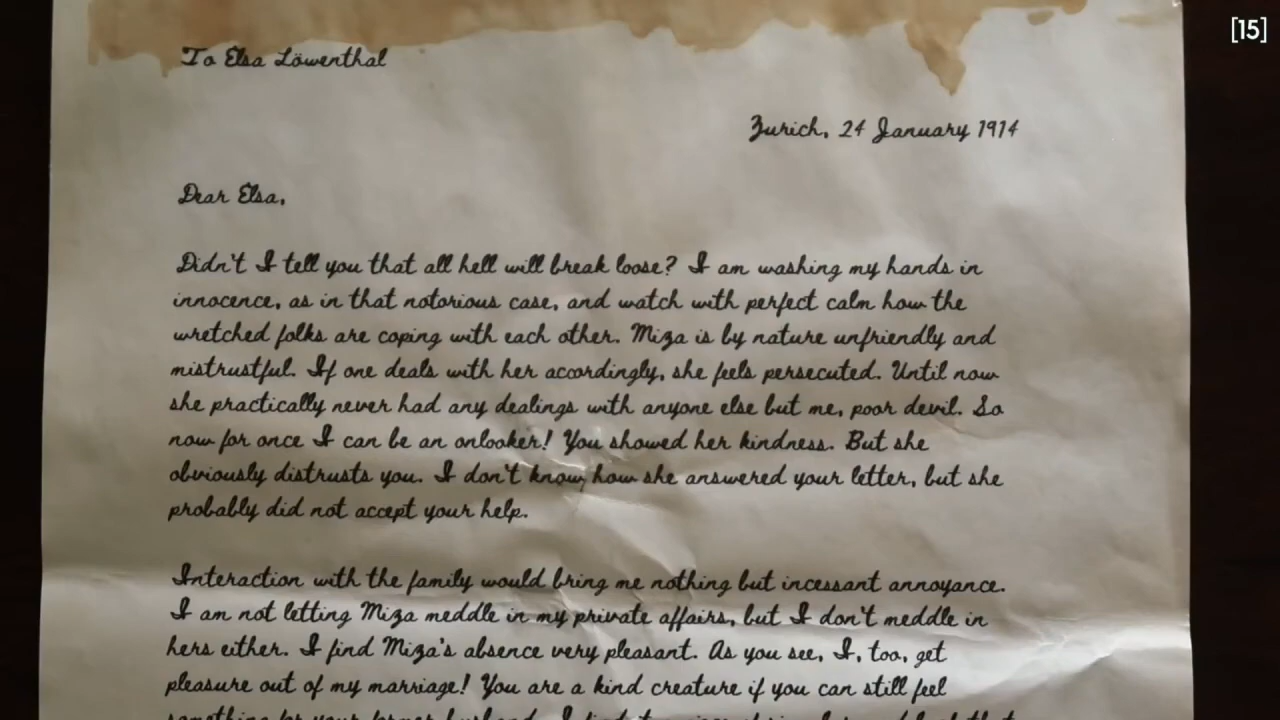 [15]
To Elsa Löwenthal
Zurich, 24 January 1914
Dear Elsa,
Didn't I tell you that all hell will break loose? I am washing my hands in
innocence, as in that notorious case, and watch with perfect calm how the
wretched folks are coping with each other. Miza is by nature unfriendly and
mistrustful. If one deals with her accordingly, she feels persecuted. Until now
she practically never had any dealings with anyone else but me, poor devil. So
now for once I can be an onlooker! You showed her kindness. But she
obviously distrusts you. I don't know how she answered your letter, but she
probably did not accept your help.
Interaction with the family would bring me nothing but incessant annoyance.
I am not letting Miza meddle in my private affairs, but I don't meddle in
hers either. I find Miza's absence very pleasant. As you see, I, too, get
pleasure out of my marriage! You are a kind creature if you can still feel
something for your former husband. I find